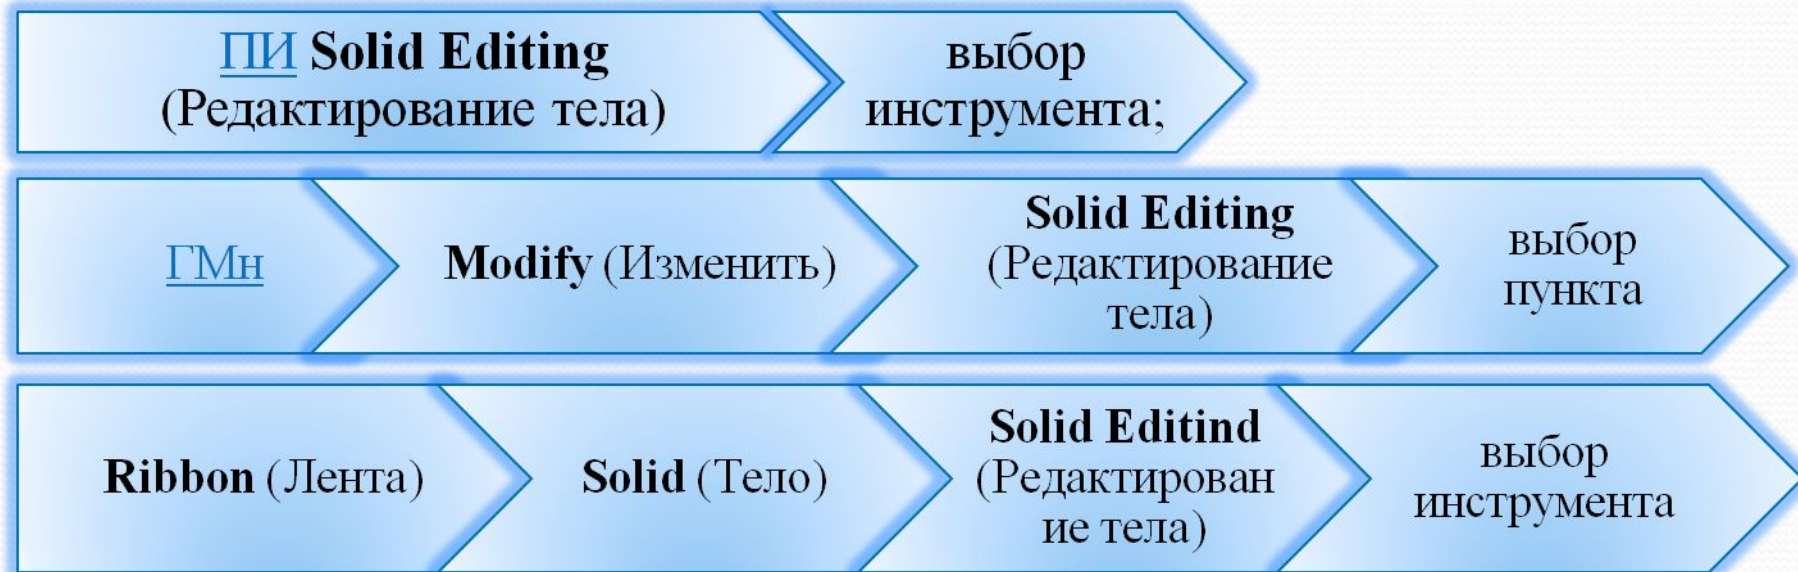 ПИ Solid Editing
(Редактирование тела)
выбор
инструмента;
ГМн
Modify (Изменить)
Solid Editing
(Редактирование
тела)
выбор
пункта
Ribbon (Лента)
Solid (Тело)
Solid Editind
(Редактирован
ие тела)
выбор
инструмента